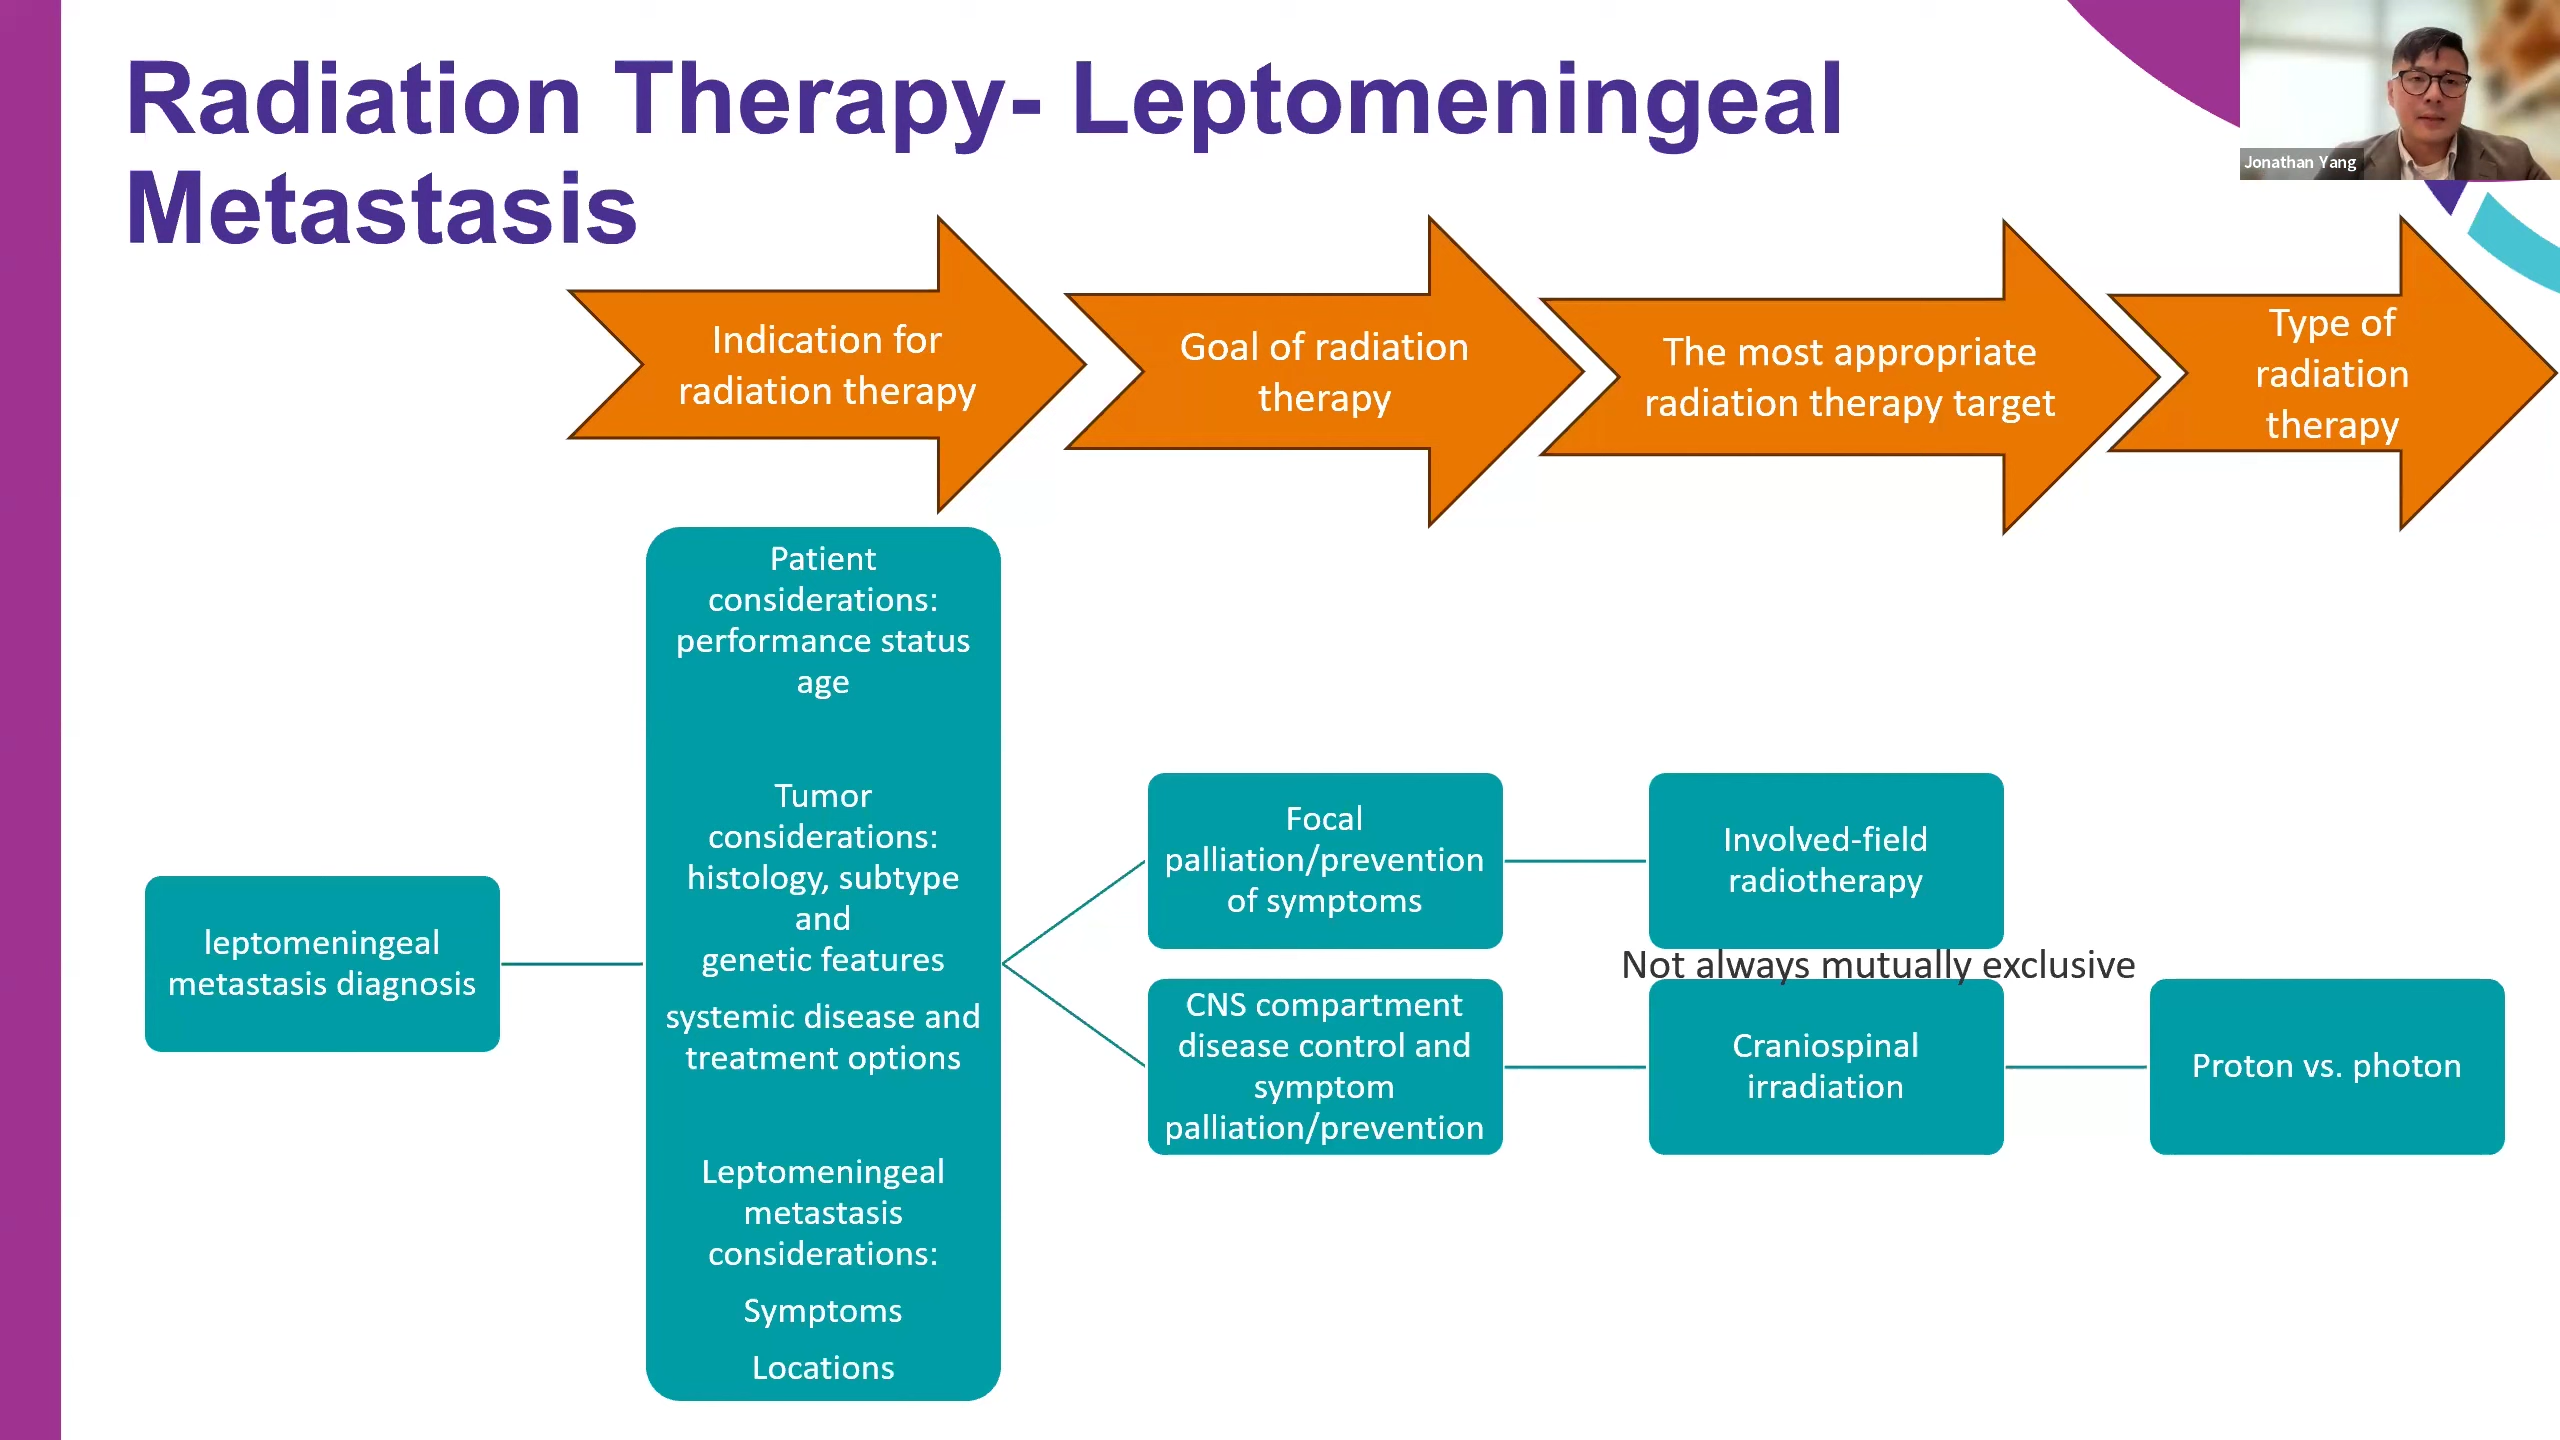 Radiation Therapy- Leptomeningeal
Metastasis
Jonathan Yang
Indication for
radiation therapy
Goal of radiation
therapy
The most appropriate
radiation therapy target
Type of
radiation
therapy
leptomeningeal
metastasis diagnosis
Patient
considerations:
performance status
age
Tumor
considerations:
histology, subtype
and
genetic features
systemic disease and
treatment options
Leptomeningeal
metastasis
considerations:
Symptoms
Locations
Focal
palliation/prevention
of symptoms
Involved-field
radiotherapy
Not always mutually exclusive
CNS compartment
disease control and
symptom
palliation/prevention
Craniospinal
irradiation
Proton vs. photon